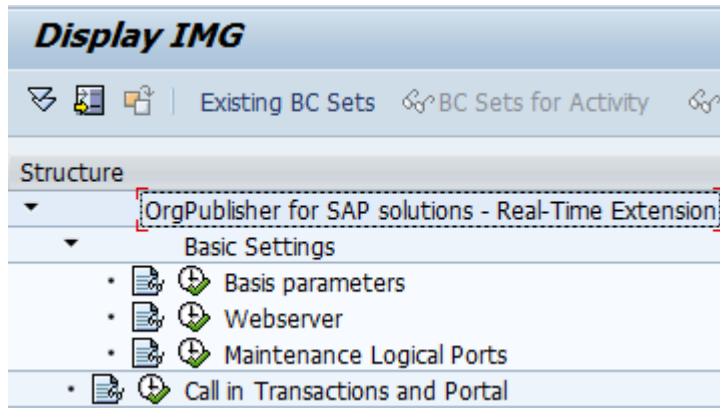 Display IMG
Existing BC Sets BC Sets for Activity
Structure
OrgPublisher for SAP solutions - Real-Time Extension
Basic Settings
Basis parameters
Webserver
Maintenance Logical Ports
Call in Transactions and Portal